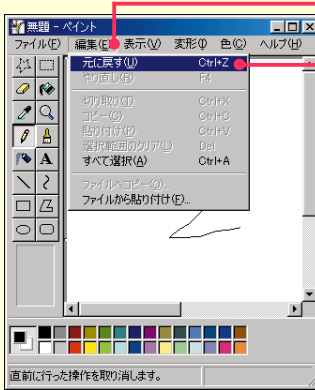 無題 - ペイント
ファイル(F) 編集(E) 表示(V) 変形(I) 色(C) ヘルプ(H)
元に戻す(U) Ctrl+Z
やり直し(R) F4
切り取り(T) Ctrl+X
コピー(C) Ctrl+C
貼り付け(P) Ctrl+V
選択範囲のクリア(L) Del
すべて選択(A) Ctrl+A
ファイルへコピー(O)...
ファイルから貼り付け(F)...
A
直前に行った操作を取り消します。